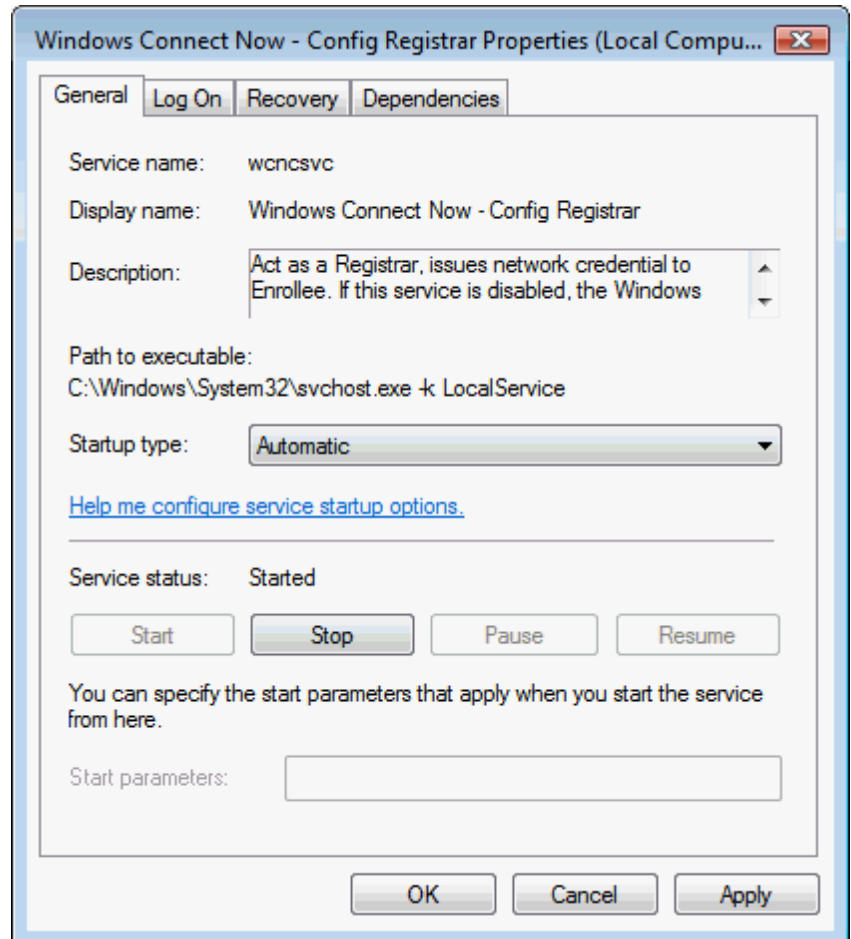 Windows Connect Now - Config Registrar Properties (Local Compu...
General Log On Recovery Dependencies
Service name: wcncsvc
Display name: Windows Connect Now - Config Registrar
Description: Act as a Registrar, issues network credential to
Enrollee. If this service is disabled, the Windows
Path to executable:
C:\Windows\System32\svchost.exe -k LocalService
Startup type: Automatic
Help me configure service startup options.
Service status: Started
Start Stop Pause Resume
You can specify the start parameters that apply when you start the service
from here.
Start parameters:
OK Cancel Apply